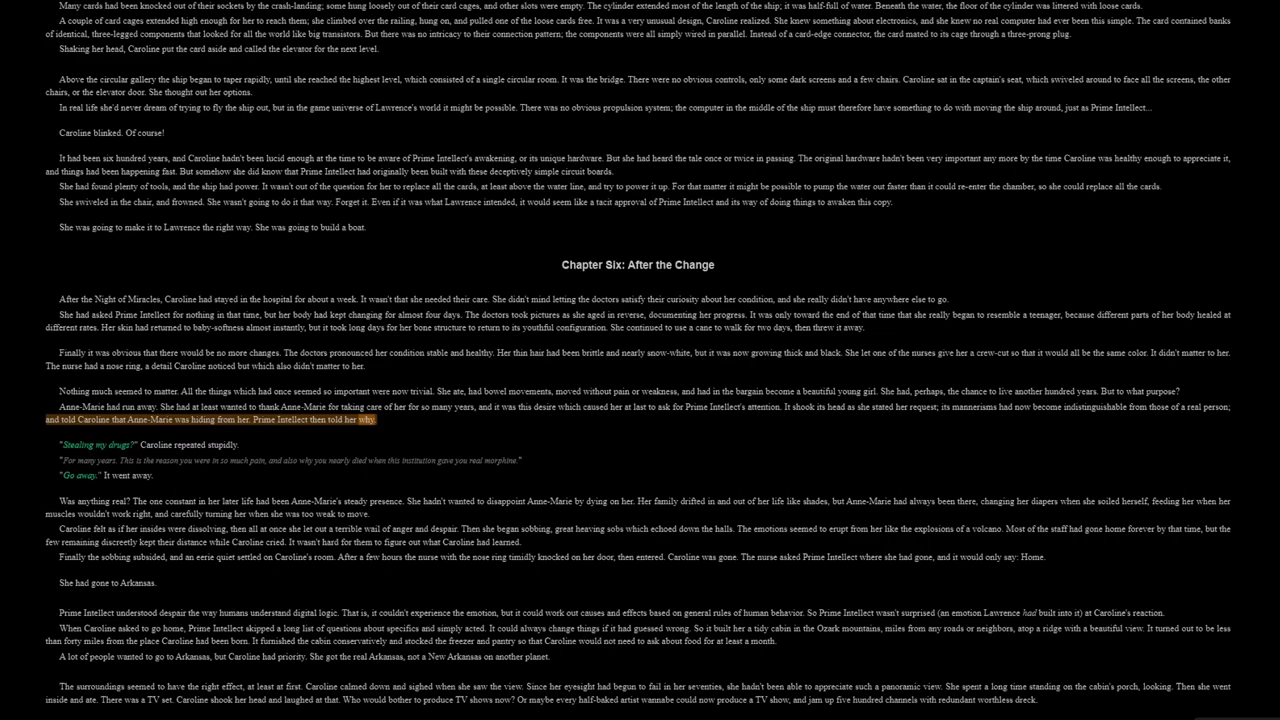 Many cards had been knocked out of their sockets by the crash-landing; some hung loosely out of their card cages, and other slots were empty. The cylinder extended most of the length of the ship; it was half-full of water. Beneath the water, the floor of the cylinder was littered with loose cards.
A couple of card cages extended high enough for her to reach them; she climbed over the railing, hung on, and pulled one of the loose cards free. It was a very unusual design, Caroline realized. She knew something about electronics, and she knew no real computer had ever been this simple. The card contained banks
of identical, three-legged components that looked for all the world like big transistors. But there was no intricacy to their connection pattern; the components were all simply wired in parallel. Instead of a card-edge connector, the card mated to its cage through a three-prong plug.
Shaking her head, Caroline put the card aside and called the elevator for the next level.
Above the circular gallery the ship began to taper rapidly, until she reached the highest level, which consisted of a single circular room. It was the bridge. There were no obvious controls, only some dark screens and a few chairs. Caroline sat in the captain's seat, which swiveled around to face all the screens, the other
chairs, or the elevator door. She thought out her options.
In real life she'd never dream of trying to fly the ship out, but in the game universe of Lawrence's world it might be possible. There was no obvious propulsion system; the computer in the middle of the ship must therefore have something to do with moving the ship around, just as Prime Intellect...
Caroline blinked. Of course!
It had been six hundred years, and Caroline hadn't been lucid enough at the time to be aware of Prime Intellect's awakening, or its unique hardware. But she had heard the tale once or twice in passing. The original hardware hadn't been very important any more by the time Caroline was healthy enough to appreciate it,
and things had been happening fast. But somehow she did know that Prime Intellect had originally been built with these deceptively simple circuit boards.
She had found plenty of tools, and the ship had power. It wasn't out of the question for her to replace all the cards, at least above the water line, and try to power it up. For that matter it might be possible to pump the water out faster than it could re-enter the chamber, so she could replace all the cards.
She swiveled in the chair, and frowned. She wasn't going to do it that way. Forget it. Even if it was what Lawrence intended, it would seem like a tacit approval of Prime Intellect and its way of doing things to awaken this copy.
She was going to make it to Lawrence the right way. She was going to build a boat.
Chapter Six: After the Change
After the Night of Miracles, Caroline had stayed in the hospital for about a week. It wasn't that she needed their care. She didn't mind letting the doctors satisfy their curiosity about her condition, and she really didn't have anywhere else to go.
She had asked Prime Intellect for nothing in that time, but her body had kept changing for almost four days. The doctors took pictures as she aged in reverse, documenting her progress. It was only toward the end of that time that she really began to resemble a teenager, because different parts of her body healed at
different rates. Her skin had returned to baby-softness almost instantly, but it took long days for her bone structure to return to its youthful configuration. She continued to use a cane to walk for two days, then threw it away.
Finally it was obvious that there would be no more changes. The doctors pronounced her condition stable and healthy. Her thin hair had been brittle and nearly snow-white, but it was now growing thick and black. She let one of the nurses give her a crew-cut so that it would all be the same color. It didn't matter to her.
The nurse had a nose ring, a detail Caroline noticed but which also didn't matter to her.
Nothing much seemed to matter. All the things which had once seemed so important were now trivial. She ate, had bowel movements, moved without pain or weakness, and had in the bargain become a beautiful young girl. She had, perhaps, the chance to live another hundred years. But to what purpose?
Anne-Marie had run away. She had at least wanted to thank Anne-Marie for taking care of her for so many years, and it was this desire which caused her at last to ask for Prime Intellect's attention. It shook its head as she stated her request; its mannerisms had now become indistinguishable from those of a real person;
and told Caroline that Anne-Marie was hiding from her. Prime Intellect then told her why.
"Stealing my drugs?" Caroline repeated stupidly.
"For many years. This is the reason you were in so much pain, and also why you nearly died when this institution gave you real morphine."
"Go away." It went away.
Was anything real? The one constant in her later life had been Anne-Marie's steady presence. She hadn't wanted to disappoint Anne-Marie by dying on her. Her family drifted in and out of her life like shades, but Anne-Marie had always been there, changing her diapers when she soiled herself, feeding her when her
muscles wouldn't work right, and carefully turning her when she was too weak to move.
Caroline felt as if her insides were dissolving, then all at once she let out a terrible wail of anger and despair. Then she began sobbing, great heaving sobs which echoed down the halls. The emotions seemed to erupt from her like the explosions of a volcano. Most of the staff had gone home forever by that time, but the
few remaining discreetly kept their distance while Caroline cried. It wasn't hard for them to figure out what Caroline had learned.
Finally the sobbing subsided, and an eerie quiet settled on Caroline's room. After a few hours the nurse with the nose ring timidly knocked on her door, then entered. Caroline was gone. The nurse asked Prime Intellect where she had gone, and it would only say: Home.
She had gone to Arkansas.
Prime Intellect understood despair the way humans understand digital logic. That is, it couldn't experience the emotion, but it could work out causes and effects based on general rules of human behavior. So Prime Intellect wasn't surprised (an emotion Lawrence had built into it) at Caroline's reaction.
When Caroline asked to go home, Prime Intellect skipped a long list of questions about specifics and simply acted. It could always change things if it had guessed wrong. So it built her a tidy cabin in the Ozark mountains, miles from any roads or neighbors, atop a ridge with a beautiful view. It turned out to be less
than forty miles from the place Caroline had been born. It furnished the cabin conservatively and stocked the freezer and pantry so that Caroline would not need to ask about food for at least a month.
A lot of people wanted to go to Arkansas, but Caroline had priority. She got the real Arkansas, not a New Arkansas on another planet.
The surroundings seemed to have the right effect, at least at first. Caroline calmed down and sighed when she saw the view. Since her eyesight had begun to fail in her seventies, she hadn't been able to appreciate such a panoramic view. She spent a long time standing on the cabin's porch, looking. Then she went
inside and ate. There was a TV set. Caroline shook her head and laughed at that. Who would bother to produce TV shows now? Or maybe every half-baked artist wannabe could now produce a TV show, and jam up five hundred channels with redundant worthless dreck.